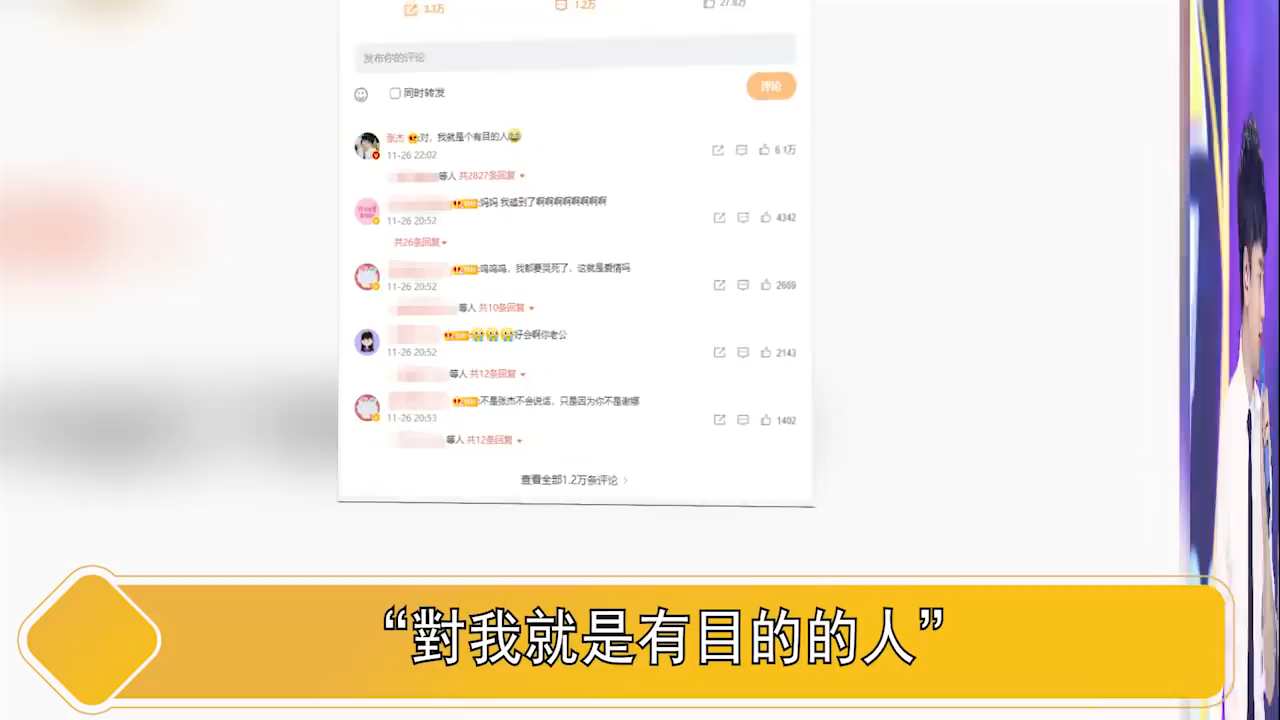 3.3万
1.2万
27.8万
发布你的评论
同时转发
评论
张杰 :对，我就是个有目的人
11-26 22:02
6.1万
等人 共2827条回复
:妈妈 我磕到了啊啊啊啊啊啊啊啊
11-26 20:52
4342
共26条回复
:呜呜呜，我都要哭死了，这就是爱情吗
11-26 20:52
2669
等人 共10条回复
好会啊你老公
11-26 20:52
2143
等人 共12条回复
:不是张杰不会说话，只是因为你不是谢娜
11-26 20:53
1402
等人 共12条回复
查看全部1.2万条评论 >
“對我就是有目的的人”